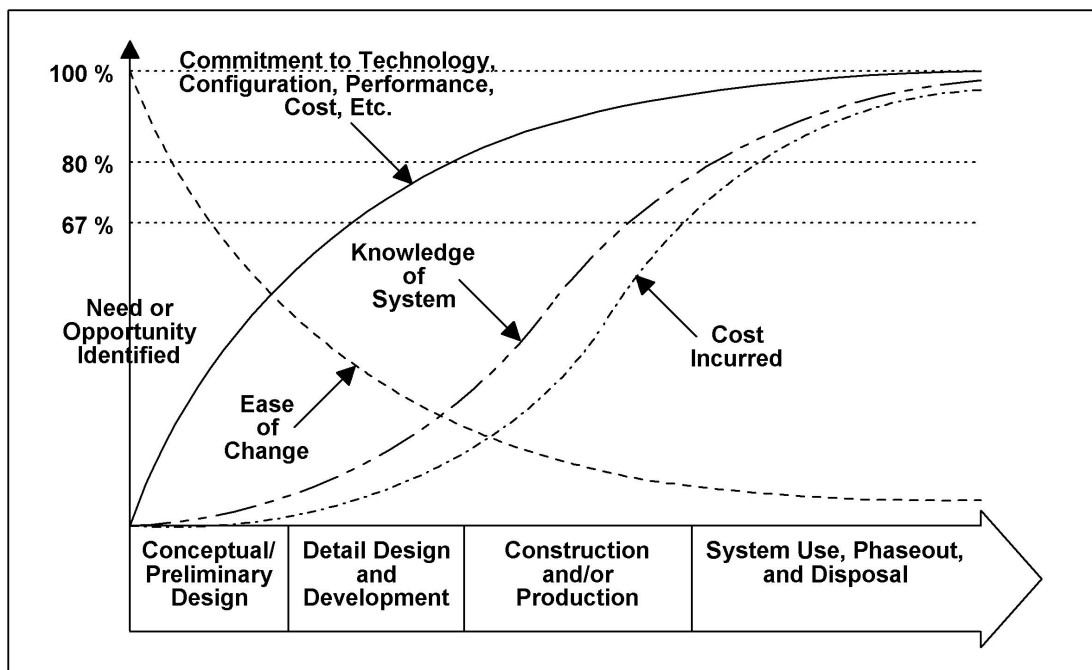 Commitment to Technology,
Configuration, Performance,
Cost, Etc.
100 %
80 %
67 %
Knowledge
of
System
Need or
Opportunity
Identified
Cost
Incurred
Ease
of
Change
Conceptual/
Preliminary
Design
Detail Design
and
Development
Construction
and/or
Production
System Use, Phaseout,
and Disposal